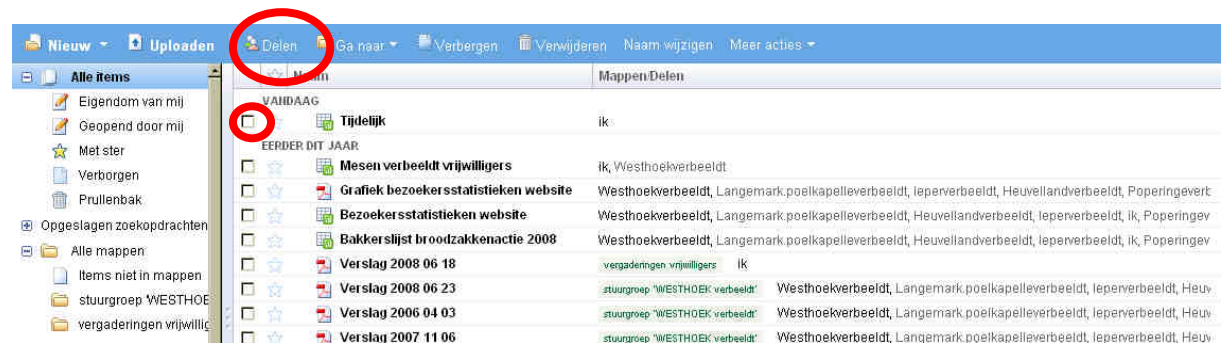 Nieuw Uploaden Delen Ga naar Verbergen Verwijderen Naam wijzigen Meer acties
Alle items
Eigendom van mij
Geopend door mij
Met ster
Verborgen
Prullenbak
Opgeslagen zoekopdrachten
Alle mappen
Items niet in mappen
stuurgroep 'WESTHOE
vergaderingen vrijwillig
Naam Mappen/Delen
VANDAAG
Tijdelijk ik
EERDER DIT JAAR
Mesen verbeeldt vrijwilligers ik, Westhoekverbeeldt
Grafiek bezoekersstatistieken website Westhoekverbeeldt, Langemark.poelkapelleverbeeldt, Ieperverbeeldt, Heuvellandverbeeldt, Poperingeverb
Bezoekersstatistieken website Westhoekverbeeldt, Langemark.poelkapelleverbeeldt, Heuvellandverbeeldt, Ieperverbeeldt, ik, Poperingev
Bakkerslijst broodzakkenactie 2008 Westhoekverbeeldt, Langemark.poelkapelleverbeeldt, Heuvellandverbeeldt, Ieperverbeeldt, ik, Poperingev
Verslag 2008 06 18 vergaderingen vrijwilligers ik
Verslag 2008 06 23 stuurgroep 'WESTHOEK verbeeldt' Westhoekverbeeldt, Langemark.poelkapelleverbeeldt, Ieperverbeeldt, Heuv
Verslag 2006 04 03 stuurgroep 'WESTHOEK verbeeldt' Westhoekverbeeldt, Langemark.poelkapelleverbeeldt, Ieperverbeeldt, Heuv
Verslag 2007 11 06 stuurgroep 'WESTHOEK verbeeldt' Westhoekverbeeldt, Langemark.poelkapelleverbeeldt, Ieperverbeeldt, Heuv